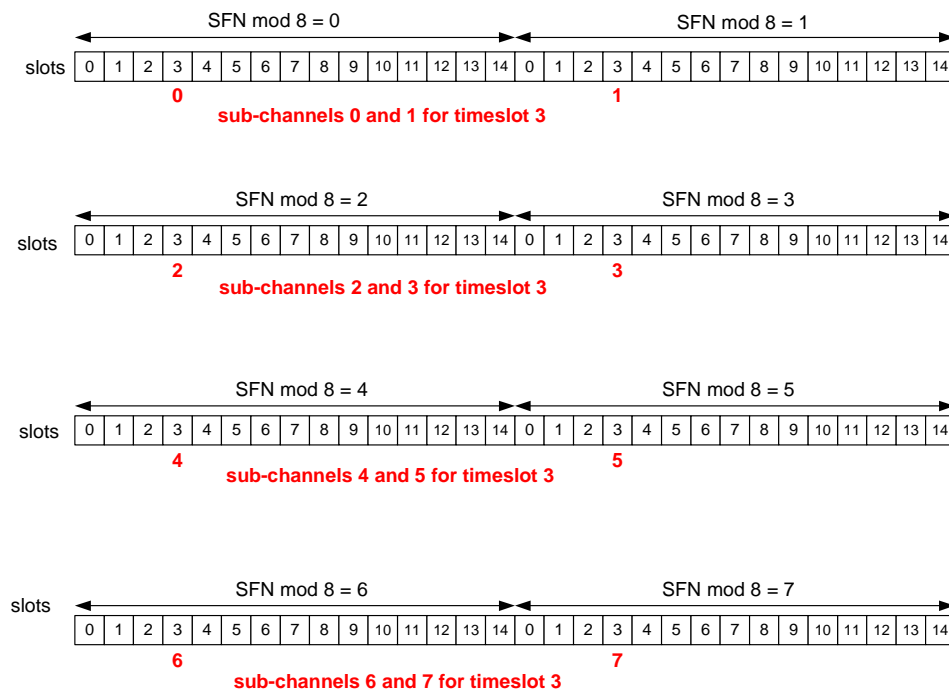 SFN mod 8 = 0 SFN mod 8 = 1
slots 0 1 2 3 4 5 6 7 8 9 10 11 12 13 14 0 1 2 3 4 5 6 7 8 9 10 11 12 13 14
0 1
sub-channels 0 and 1 for timeslot 3
SFN mod 8 = 2 SFN mod 8 = 3
slots 0 1 2 3 4 5 6 7 8 9 10 11 12 13 14 0 1 2 3 4 5 6 7 8 9 10 11 12 13 14
2 3
sub-channels 2 and 3 for timeslot 3
SFN mod 8 = 4 SFN mod 8 = 5
slots 0 1 2 3 4 5 6 7 8 9 10 11 12 13 14 0 1 2 3 4 5 6 7 8 9 10 11 12 13 14
4 5
sub-channels 4 and 5 for timeslot 3
SFN mod 8 = 6 SFN mod 8 = 7
slots 0 1 2 3 4 5 6 7 8 9 10 11 12 13 14 0 1 2 3 4 5 6 7 8 9 10 11 12 13 14
6 7
sub-channels 6 and 7 for timeslot 3